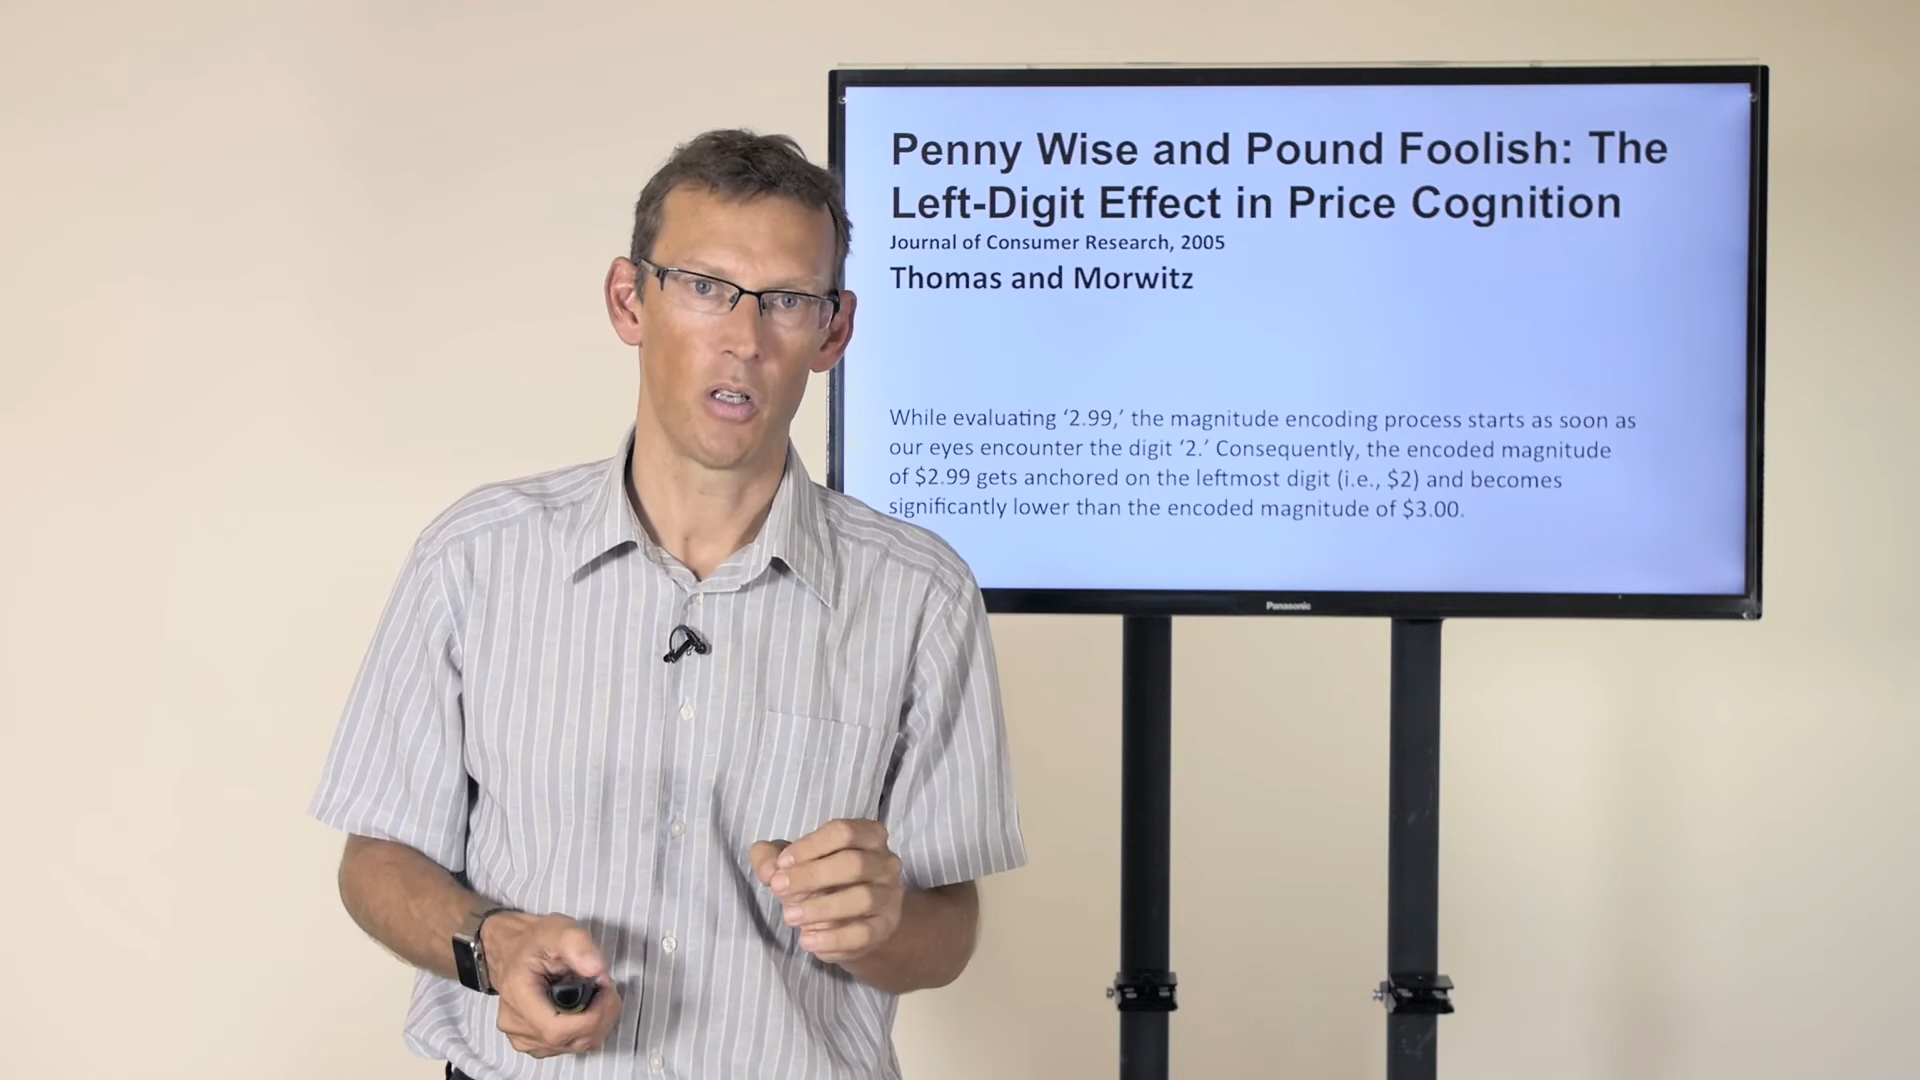 Penny Wise and Pound Foolish: The
Left-Digit Effect in Price Cognition
Journal of Consumer Research, 2005
Thomas and Morwitz
While evaluating ‘2.99,’ the magnitude encoding process starts as soon as
our eyes encounter the digit ‘2.’ Consequently, the encoded magnitude
of $2.99 gets anchored on the leftmost digit (i.e., $2) and becomes
significantly lower than the encoded magnitude of $3.00.
Panasonic